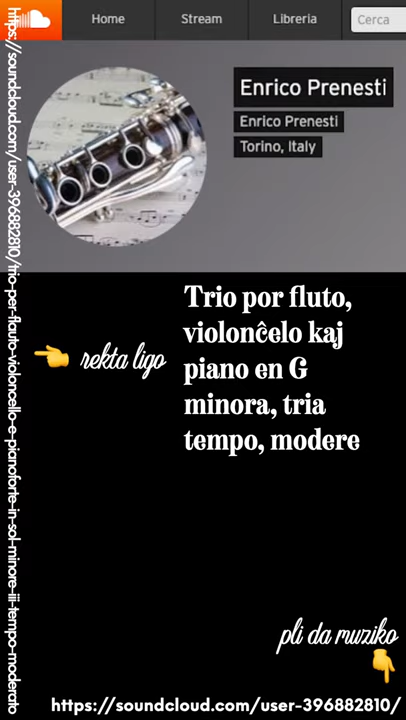 Home Stream Libreria Cerca
Enrico Prenesti
Enrico Prenesti
Torino, Italy
https://soundcloud.com/user-396882810/trio-per-flauto-violoncello-e-pianoforte-in-sol-minore-iii-tempo-moderato
Trio por fluto,
violonĉelo kaj
piano en G
minora, tria
tempo, modere
👈 rekta ligo
pli da muziko
👇
https://soundcloud.com/user-396882810/